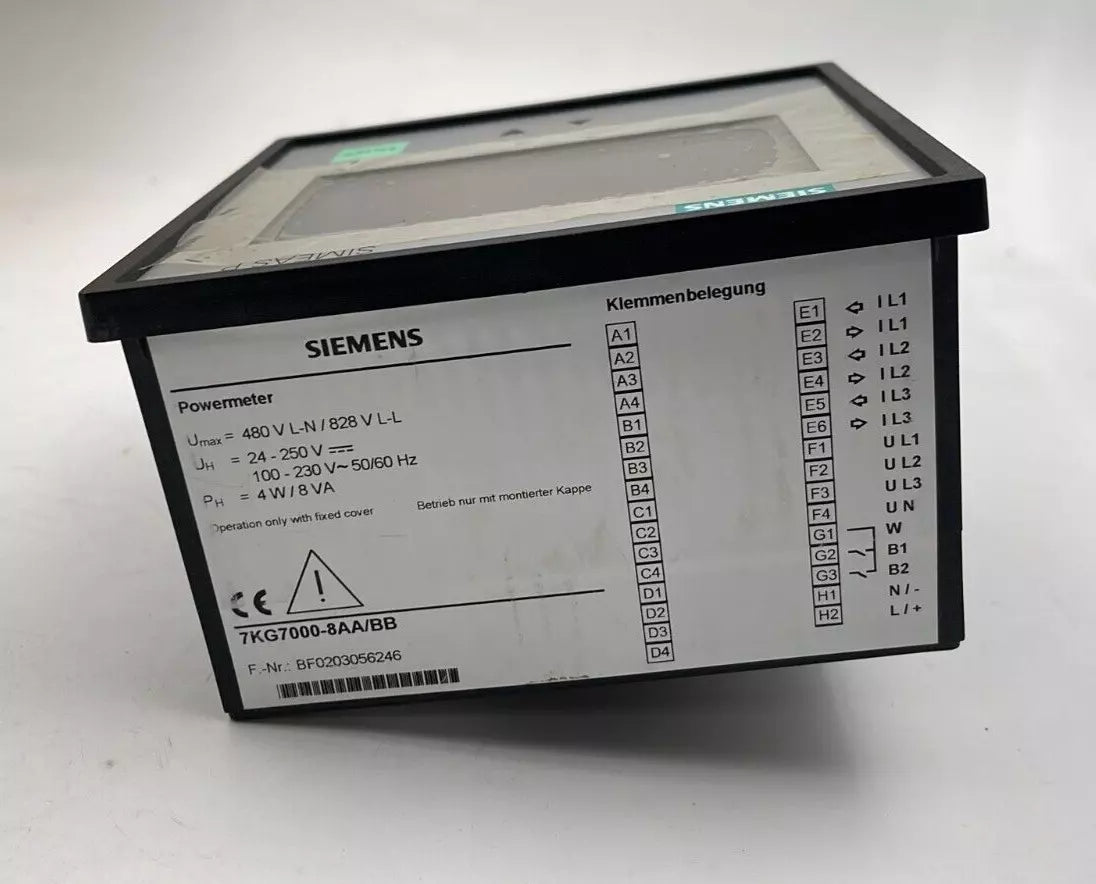 SIEMENS
SIMEAS P
SIEMENS
Powermeter
Umax = 480 V L-N / 828 V L-L
UH = 24 - 250 V ⎓
100 - 230 V~ 50/60 Hz
PH = 4 W / 8 VA
Operation only with fixed cover
Betrieb nur mit montierter Kappe
CE
!
7KG7000-8AA/BB
F.-Nr.: BF0203056246
Klemmenbelegung
A1
A2
A3
A4
B1
B2
B3
B4
C1
C2
C3
C4
D1
D2
D3
D4
E1 ⇦ I L1
E2 ⇨ I L1
E3 ⇦ I L2
E4 ⇨ I L2
E5 ⇦ I L3
E6 ⇨ I L3
F1 U L1
F2 U L2
F3 U L3
F4 U N
G1 W
G2 B1
G3 B2
H1 N / -
H2 L / +